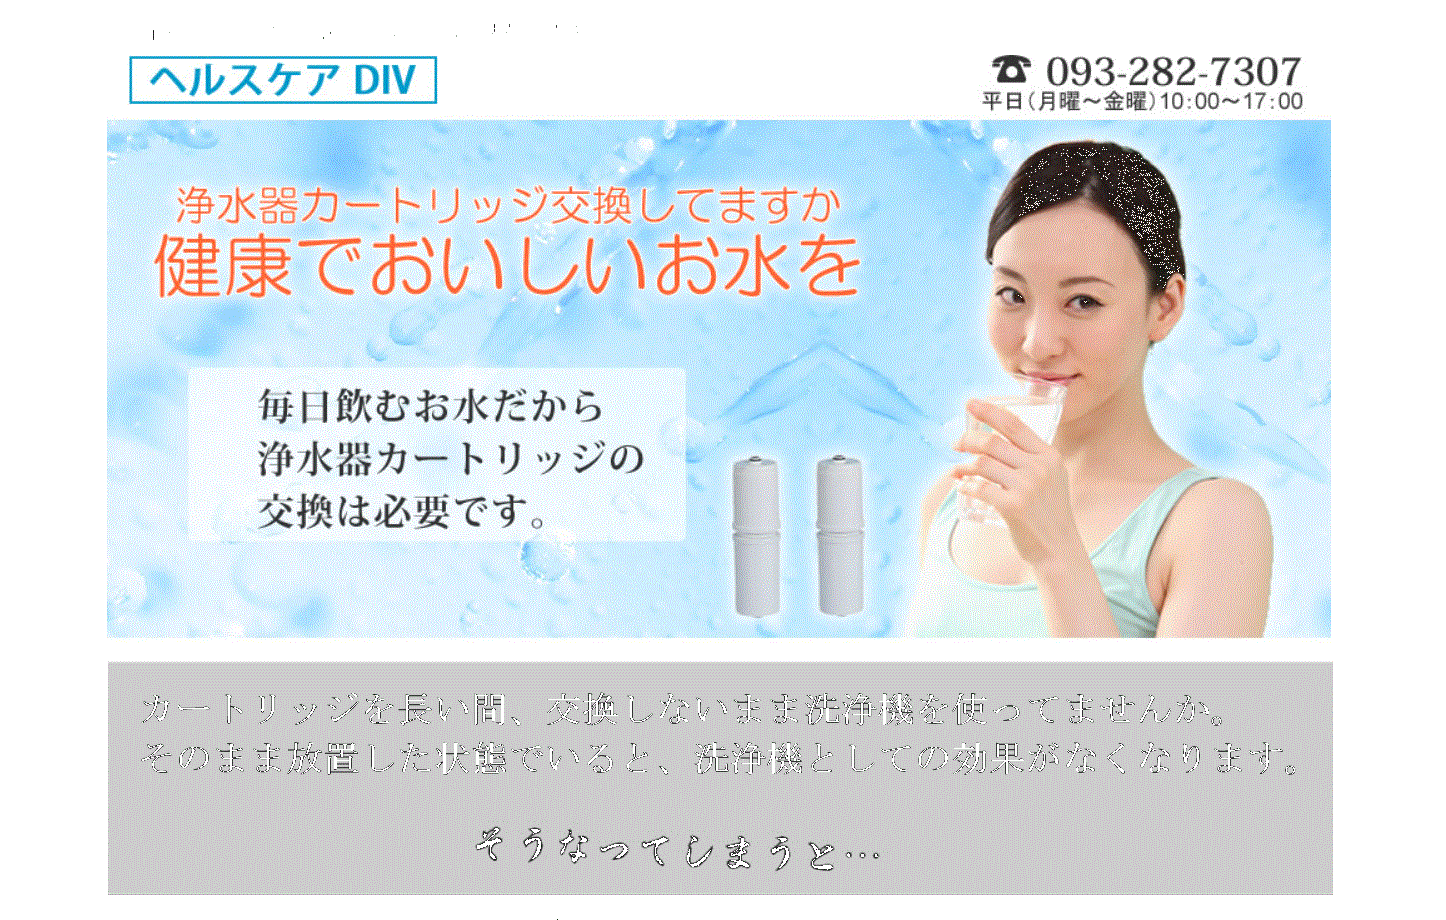 ヘルスケア DIV
093-282-7307
平日(月曜～金曜)10:00～17:00
浄水器カートリッジ交換してますか
健康でおいしいお水を
毎日飲むお水だから
浄水器カートリッジの
交換は必要です。
カートリッジを長い間、交換しないまま洗浄機を使ってませんか。
そのまま放置した状態でいると、洗浄機としての効果がなくなります。
そうなってしまうと…